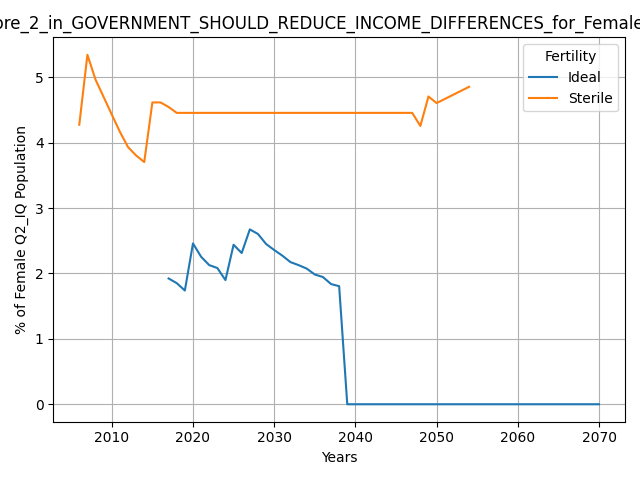 ore_2_in_GOVERNMENT_SHOULD_REDUCE_INCOME_DIFFERENCES_for_Female
Fertility
Ideal
Sterile
% of Female Q2_IQ Population
5
4
3
2
1
0
2010 2020 2030 2040 2050 2060 2070
Years